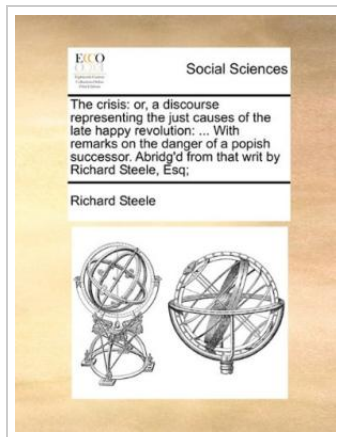 ECCO
Social Sciences
The crisis: or, a discourse
representing the just causes of the
late happy revolution: ... With
remarks on the danger of a popish
successor. Abridg'd from that writ by
Richard Steele, Esq;
Richard Steele